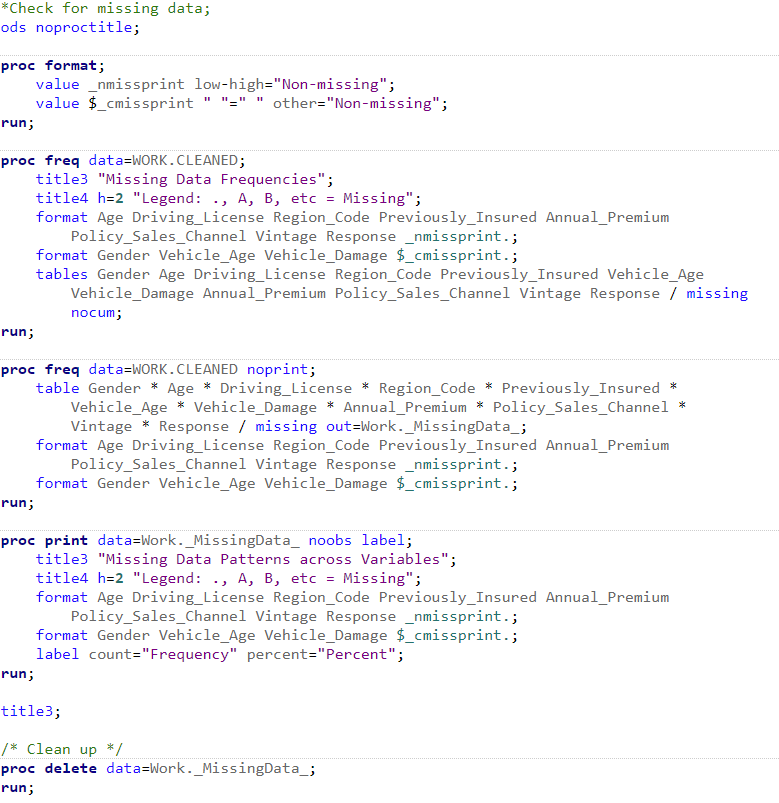 *Check for missing data;
ods noproctitle;
proc format;
value _nmissprint low-high="Non-missing";
value $_cmissprint " "=" " other="Non-missing";
run;
proc freq data=WORK.CLEANED;
title3 "Missing Data Frequencies";
title4 h=2 "Legend: ., A, B, etc = Missing";
format Age Driving_License Region_Code Previously_Insured Annual_Premium
Policy_Sales_Channel Vintage Response _nmissprint.;
format Gender Vehicle_Age Vehicle_Damage $_cmissprint.;
tables Gender Age Driving_License Region_Code Previously_Insured Vehicle_Age
Vehicle_Damage Annual_Premium Policy_Sales_Channel Vintage Response / missing
nocum;
run;
proc freq data=WORK.CLEANED noprint;
table Gender * Age * Driving_License * Region_Code * Previously_Insured *
Vehicle_Age * Vehicle_Damage * Annual_Premium * Policy_Sales_Channel *
Vintage * Response / missing out=Work._MissingData_;
format Age Driving_License Region_Code Previously_Insured Annual_Premium
Policy_Sales_Channel Vintage Response _nmissprint.;
format Gender Vehicle_Age Vehicle_Damage $_cmissprint.;
run;
proc print data=Work._MissingData_ noobs label;
title3 "Missing Data Patterns across Variables";
title4 h=2 "Legend: ., A, B, etc = Missing";
format Age Driving_License Region_Code Previously_Insured Annual_Premium
Policy_Sales_Channel Vintage Response _nmissprint.;
format Gender Vehicle_Age Vehicle_Damage $_cmissprint.;
label count="Frequency" percent="Percent";
run;
title3;
/* Clean up */
proc delete data=Work._MissingData_;
run;